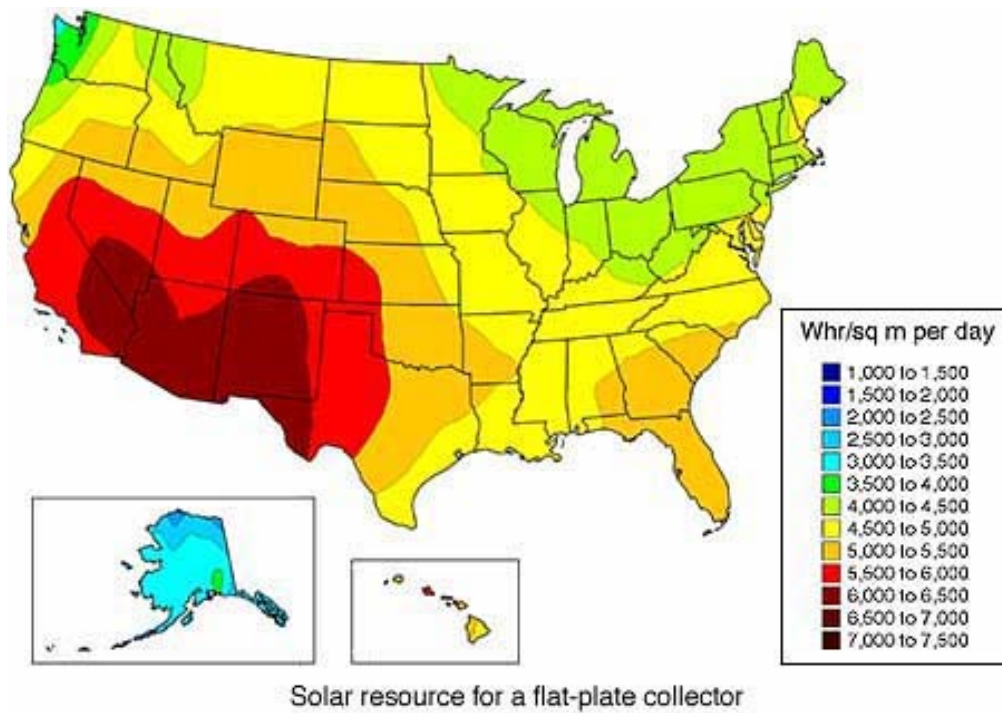 Whr/sq m per day
1,000 to 1,500
1,500 to 2,000
2,000 to 2,500
2,500 to 3,000
3,000 to 3,500
3,500 to 4,000
4,000 to 4,500
4,500 to 5,000
5,000 to 5,500
5,500 to 6,000
6,000 to 6,500
6,500 to 7,000
7,000 to 7,500
Solar resource for a flat-plate collector